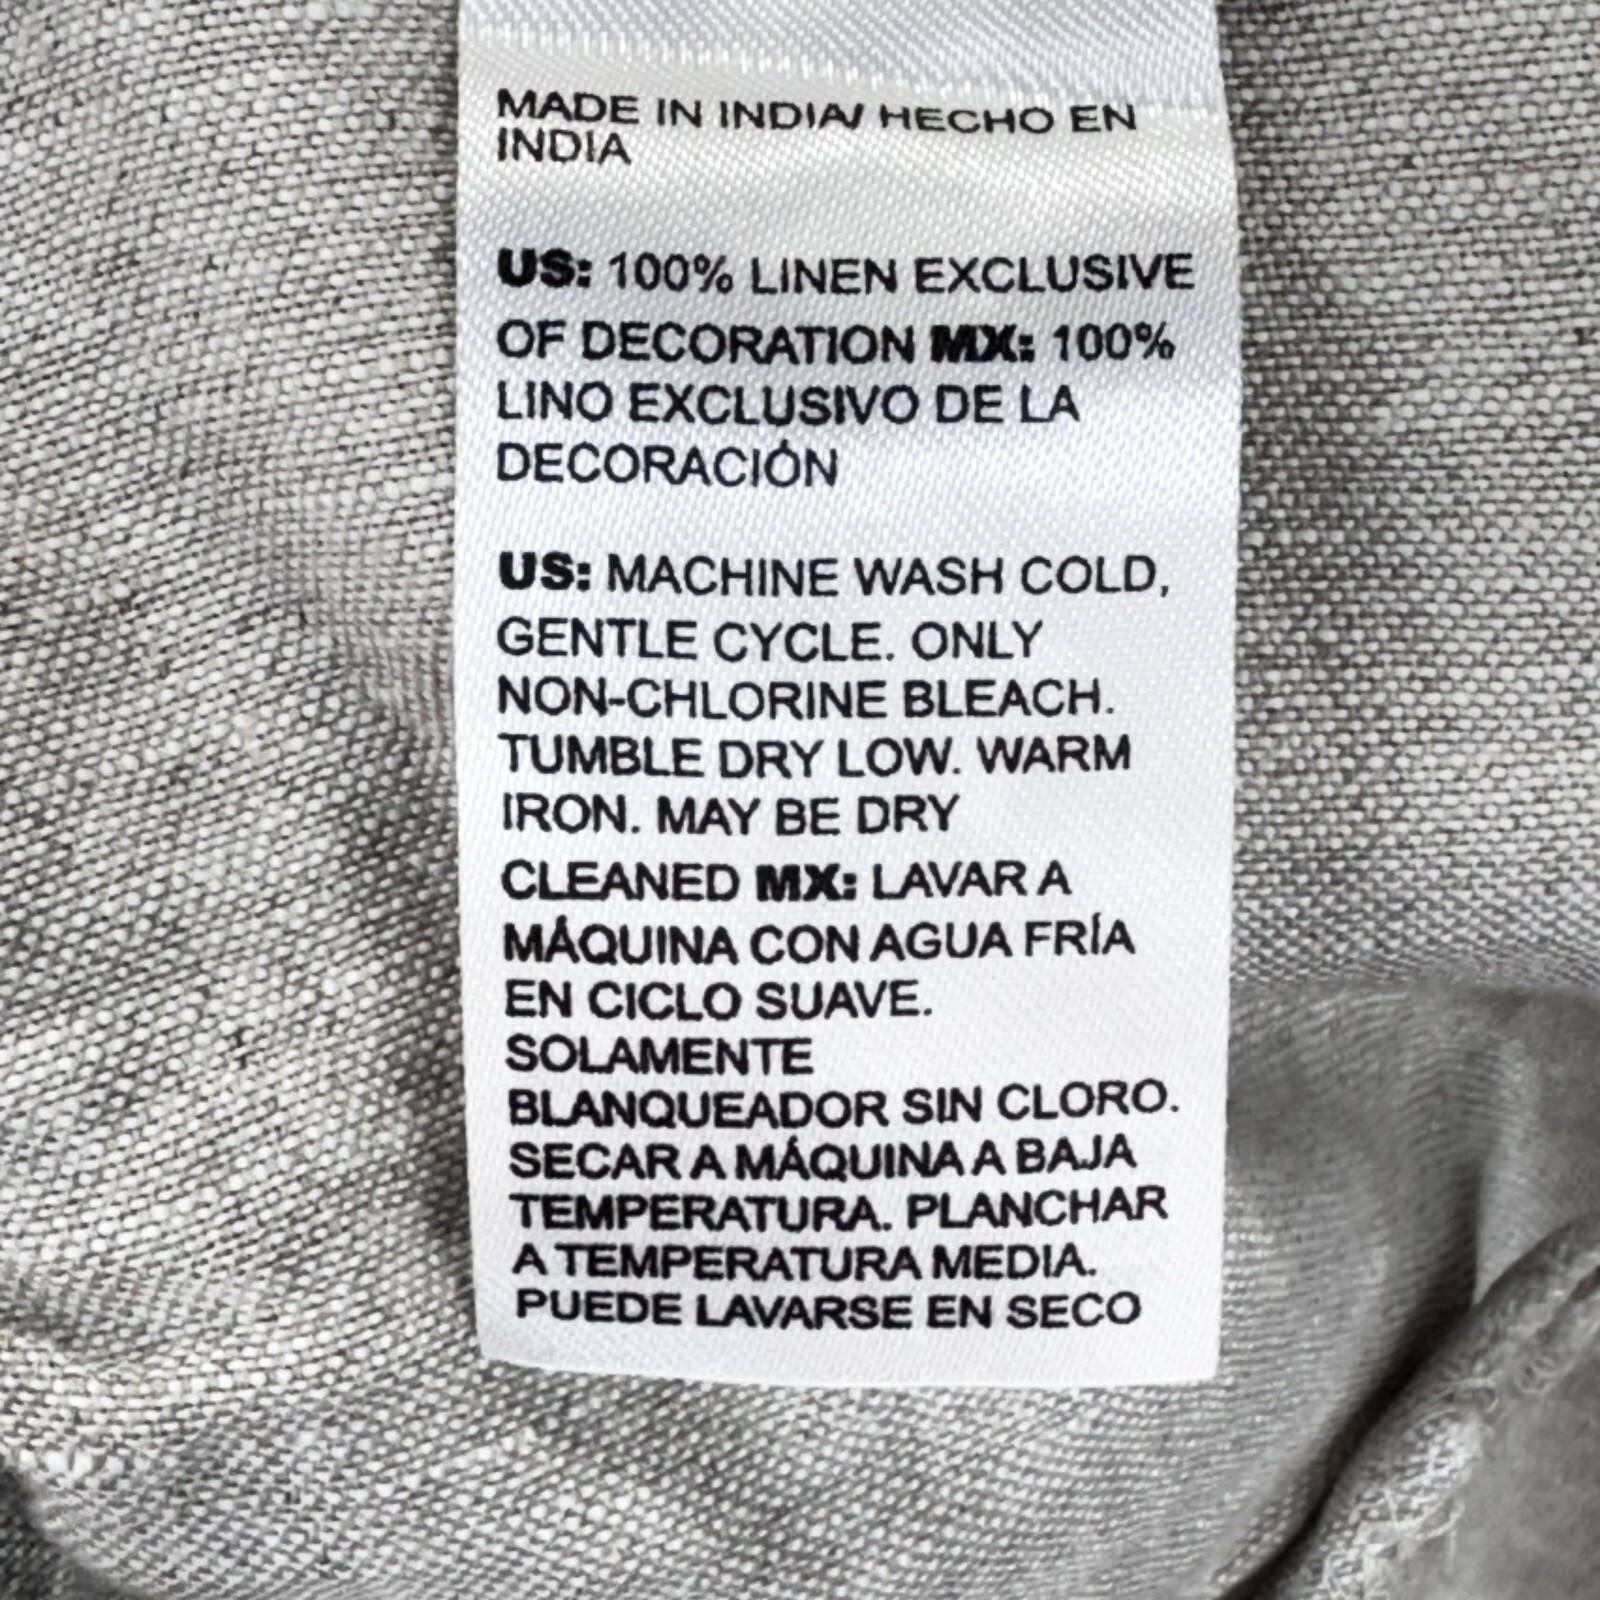 MADE IN INDIA/ HECHO EN
INDIA
US: 100% LINEN EXCLUSIVE
OF DECORATION MX: 100%
LINO EXCLUSIVO DE LA
DECORACIÓN
US: MACHINE WASH COLD,
GENTLE CYCLE. ONLY
NON-CHLORINE BLEACH.
TUMBLE DRY LOW. WARM
IRON. MAY BE DRY
CLEANED MX: LAVAR A
MÁQUINA CON AGUA FRÍA
EN CICLO SUAVE.
SOLAMENTE
BLANQUEADOR SIN CLORO.
SECAR A MÁQUINA A BAJA
TEMPERATURA. PLANCHAR
A TEMPERATURA MEDIA.
PUEDE LAVARSE EN SECO